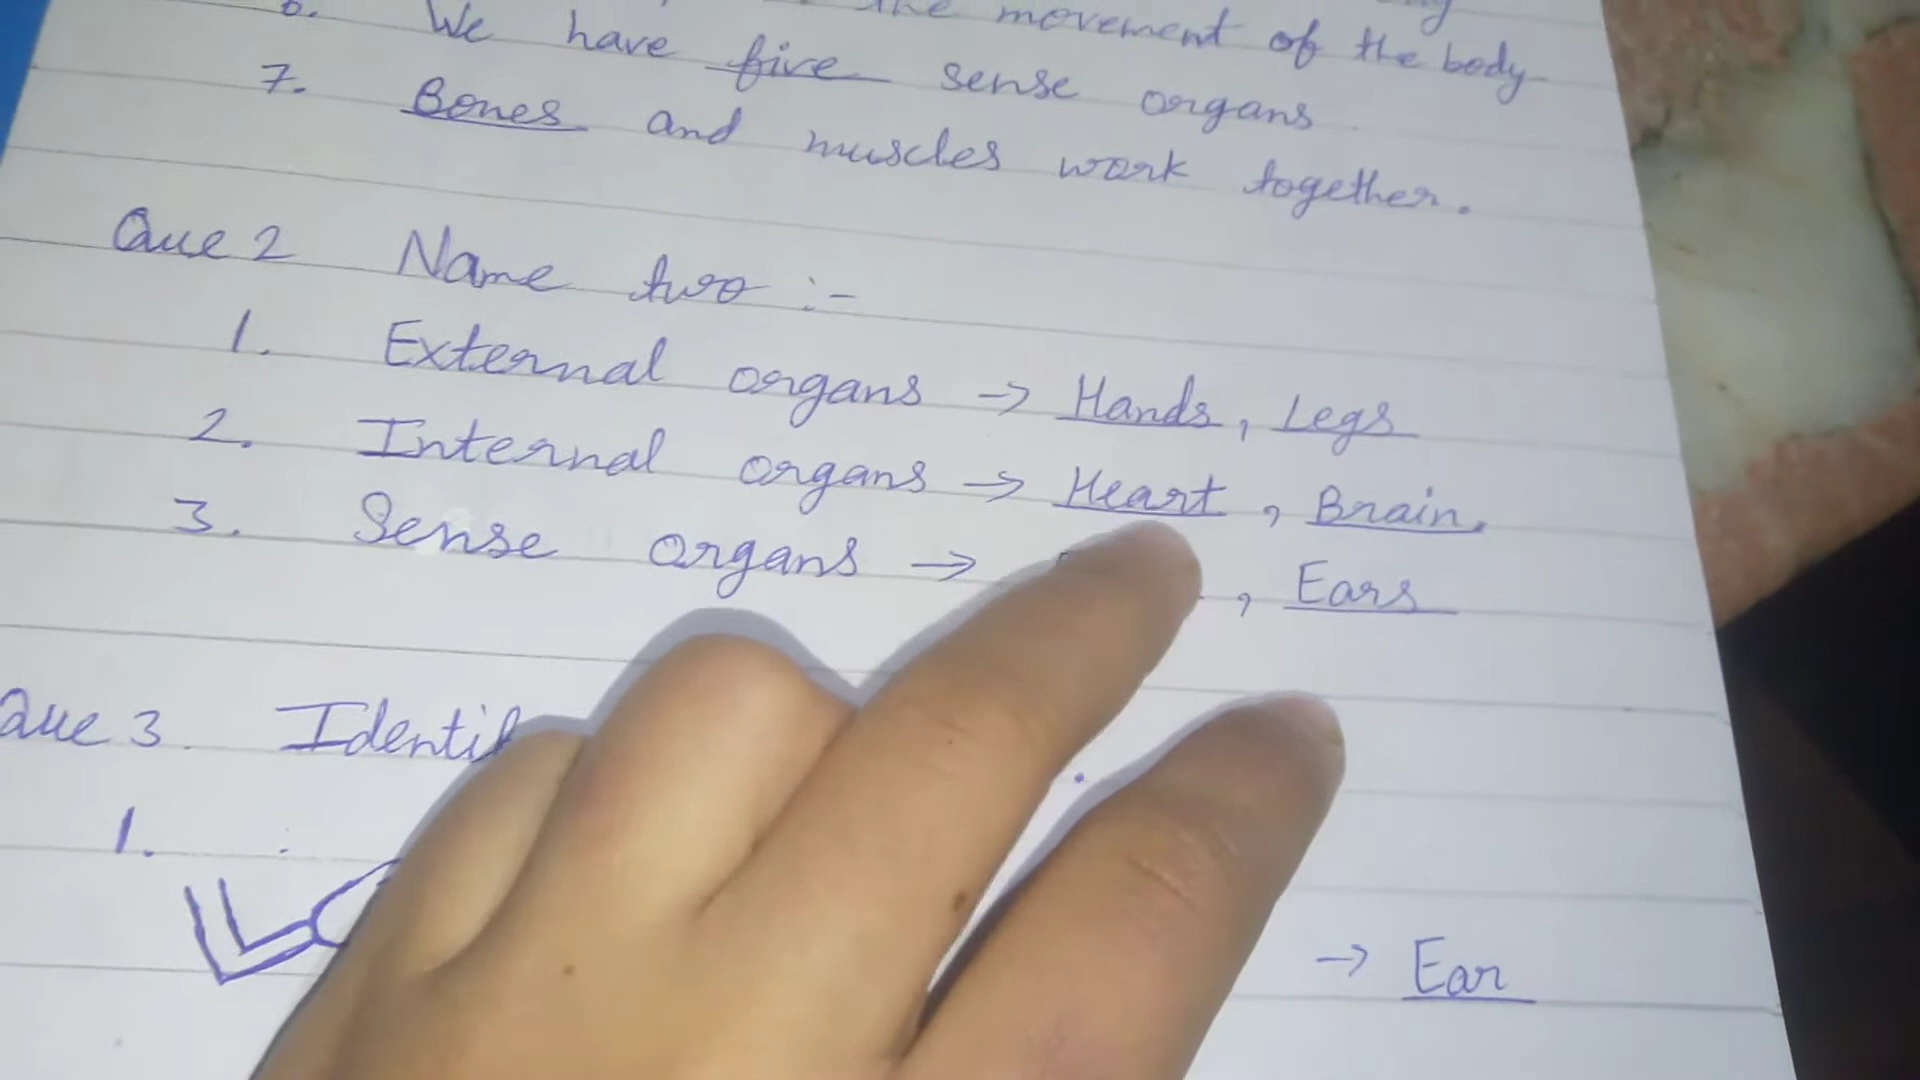 the movement of the body
6. We have five sense organs
7. Bones and muscles work together.
Que 2 Name two :-
1. External organs → Hands, Legs
2. Internal organs → Heart, Brain.
3. Sense organs → , Ears
Que 3.
1.
→ Ear